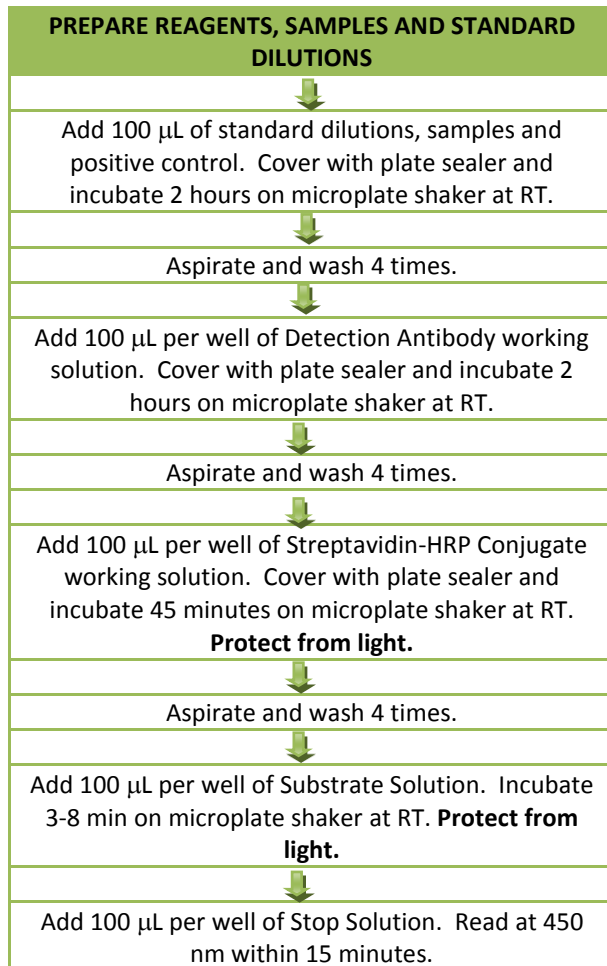 PREPARE REAGENTS, SAMPLES AND STANDARD
DILUTIONS
Add 100 μL of standard dilutions, samples and
positive control.  Cover with plate sealer and
incubate 2 hours on microplate shaker at RT.
Aspirate and wash 4 times.
Add 100 μL per well of Detection Antibody working
solution.  Cover with plate sealer and incubate 2
hours on microplate shaker at RT.
Aspirate and wash 4 times.
Add 100 μL per well of Streptavidin-HRP Conjugate
working solution.  Cover with plate sealer and
incubate 45 minutes on microplate shaker at RT.
Protect from light.
Aspirate and wash 4 times.
Add 100 μL per well of Substrate Solution.  Incubate
3-8 min on microplate shaker at RT. Protect from
light.
Add 100 μL per well of Stop Solution.  Read at 450
nm within 15 minutes.